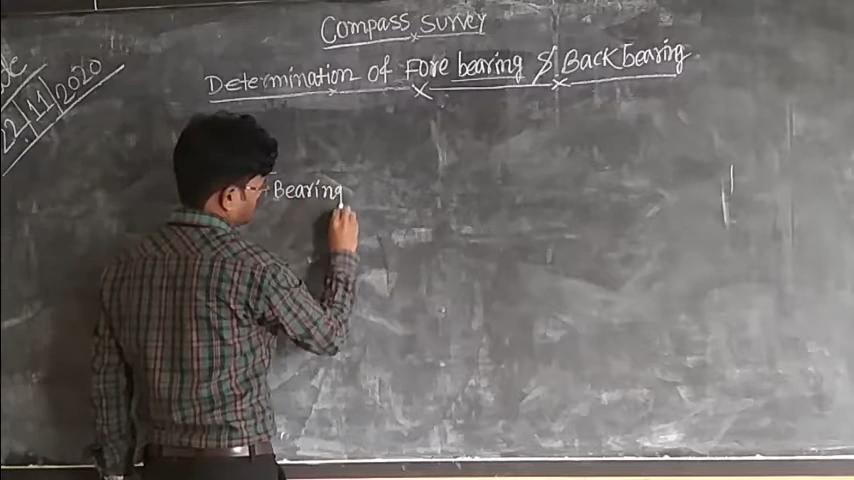 Compass Survey
Determination of Fore bearing & Back bearing
22/11/2020
Bearing